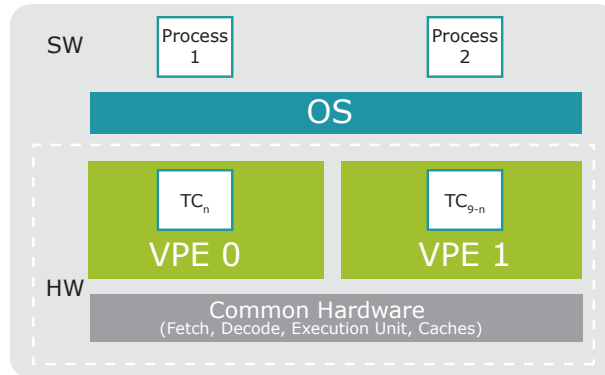 SW
Process
1
Process
2
OS
HW
TCn
VPE 0
TC9-n
VPE 1
Common Hardware
(Fetch, Decode, Execution Unit, Caches)